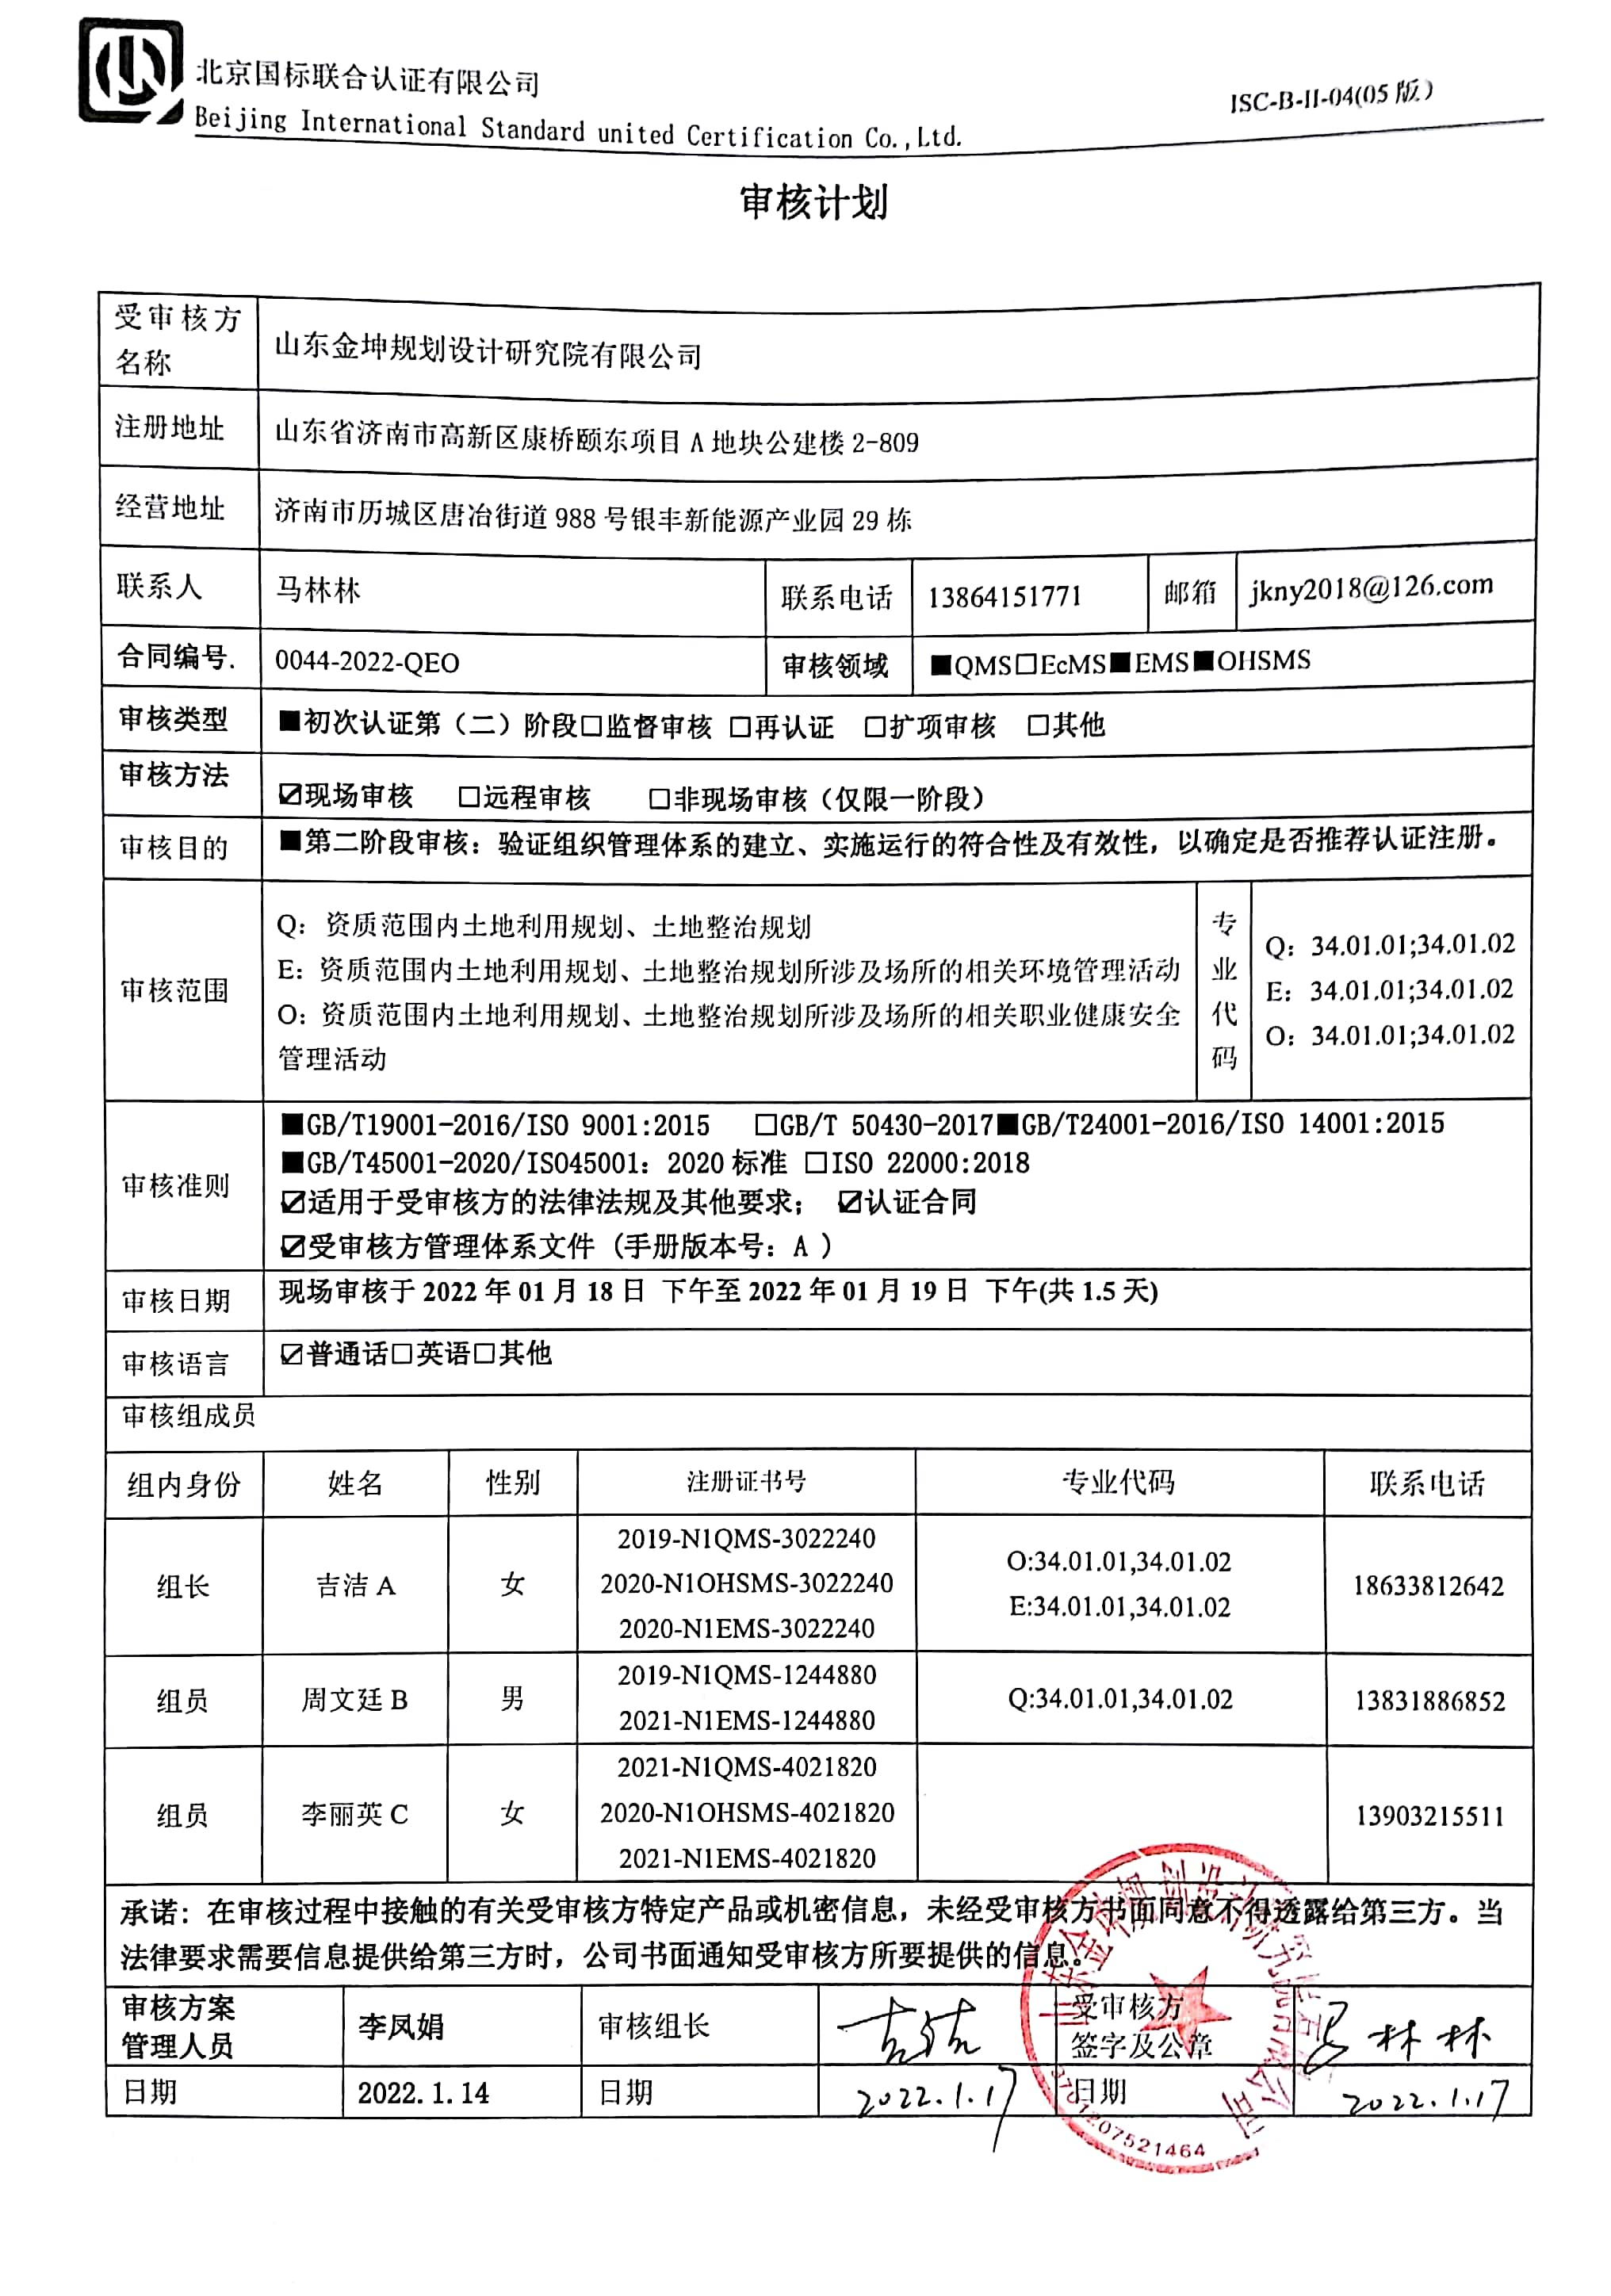 北京国标联合认证有限公司
Beijing International Standard united Certification Co.,Ltd.
ISC-B-II-04(05版)
审核计划
受审核方名称 山东金坤规划设计研究院有限公司
注册地址 山东省济南市高新区康桥颐东项目A地块公建楼2-809
经营地址 济南市历城区唐冶街道988号银丰新能源产业园29栋
联系人 马林林 联系电话 13864151771 邮箱 jkny2018@126.com
合同编号. 0044-2022-QEO 审核领域 ■QMS□EcMS■EMS■OHSMS
审核类型 ■初次认证第（二）阶段□监督审核 □再认证 □扩项审核 □其他
审核方法 ☑现场审核 □远程审核 □非现场审核（仅限一阶段）
审核目的 ■第二阶段审核：验证组织管理体系的建立、实施运行的符合性及有效性，以确定是否推荐认证注册。
审核范围
Q：资质范围内土地利用规划、土地整治规划
E：资质范围内土地利用规划、土地整治规划所涉及场所的相关环境管理活动
O：资质范围内土地利用规划、土地整治规划所涉及场所的相关职业健康安全
管理活动
专业代码
Q：34.01.01;34.01.02
E：34.01.01;34.01.02
O：34.01.01;34.01.02
审核准则
■GB/T19001-2016/ISO 9001:2015 □GB/T 50430-2017■GB/T24001-2016/ISO 14001:2015
■GB/T45001-2020/ISO45001：2020标准 □ISO 22000:2018
☑适用于受审核方的法律法规及其他要求； ☑认证合同
☑受审核方管理体系文件（手册版本号：A ）
审核日期 现场审核于2022年01月18日 下午至2022年01月19日 下午(共1.5天)
审核语言 ☑普通话□英语□其他
审核组成员
组内身份 姓名 性别 注册证书号 专业代码 联系电话
组长 吉洁A 女
2019-N1QMS-3022240
2020-N1OHSMS-3022240
2020-N1EMS-3022240
O:34.01.01,34.01.02
E:34.01.01,34.01.02
18633812642
组员 周文廷B 男
2019-N1QMS-1244880
2021-N1EMS-1244880
Q:34.01.01,34.01.02
13831886852
组员 李丽英C 女
2021-N1QMS-4021820
2020-N1OHSMS-4021820
2021-N1EMS-4021820
13903215511
承诺：在审核过程中接触的有关受审核方特定产品或机密信息，未经受审核方书面同意不得透露给第三方。当
法律要求需要信息提供给第三方时，公司书面通知受审核方所要提供的信息。
审核方案管理人员 李凤娟 审核组长 吉洁 受审核方签字及公章 马林林
日期 2022.1.14 日期 2022.1.17 日期 2022.1.17
山东金坤规划设计研究院有限公司
3701207521464